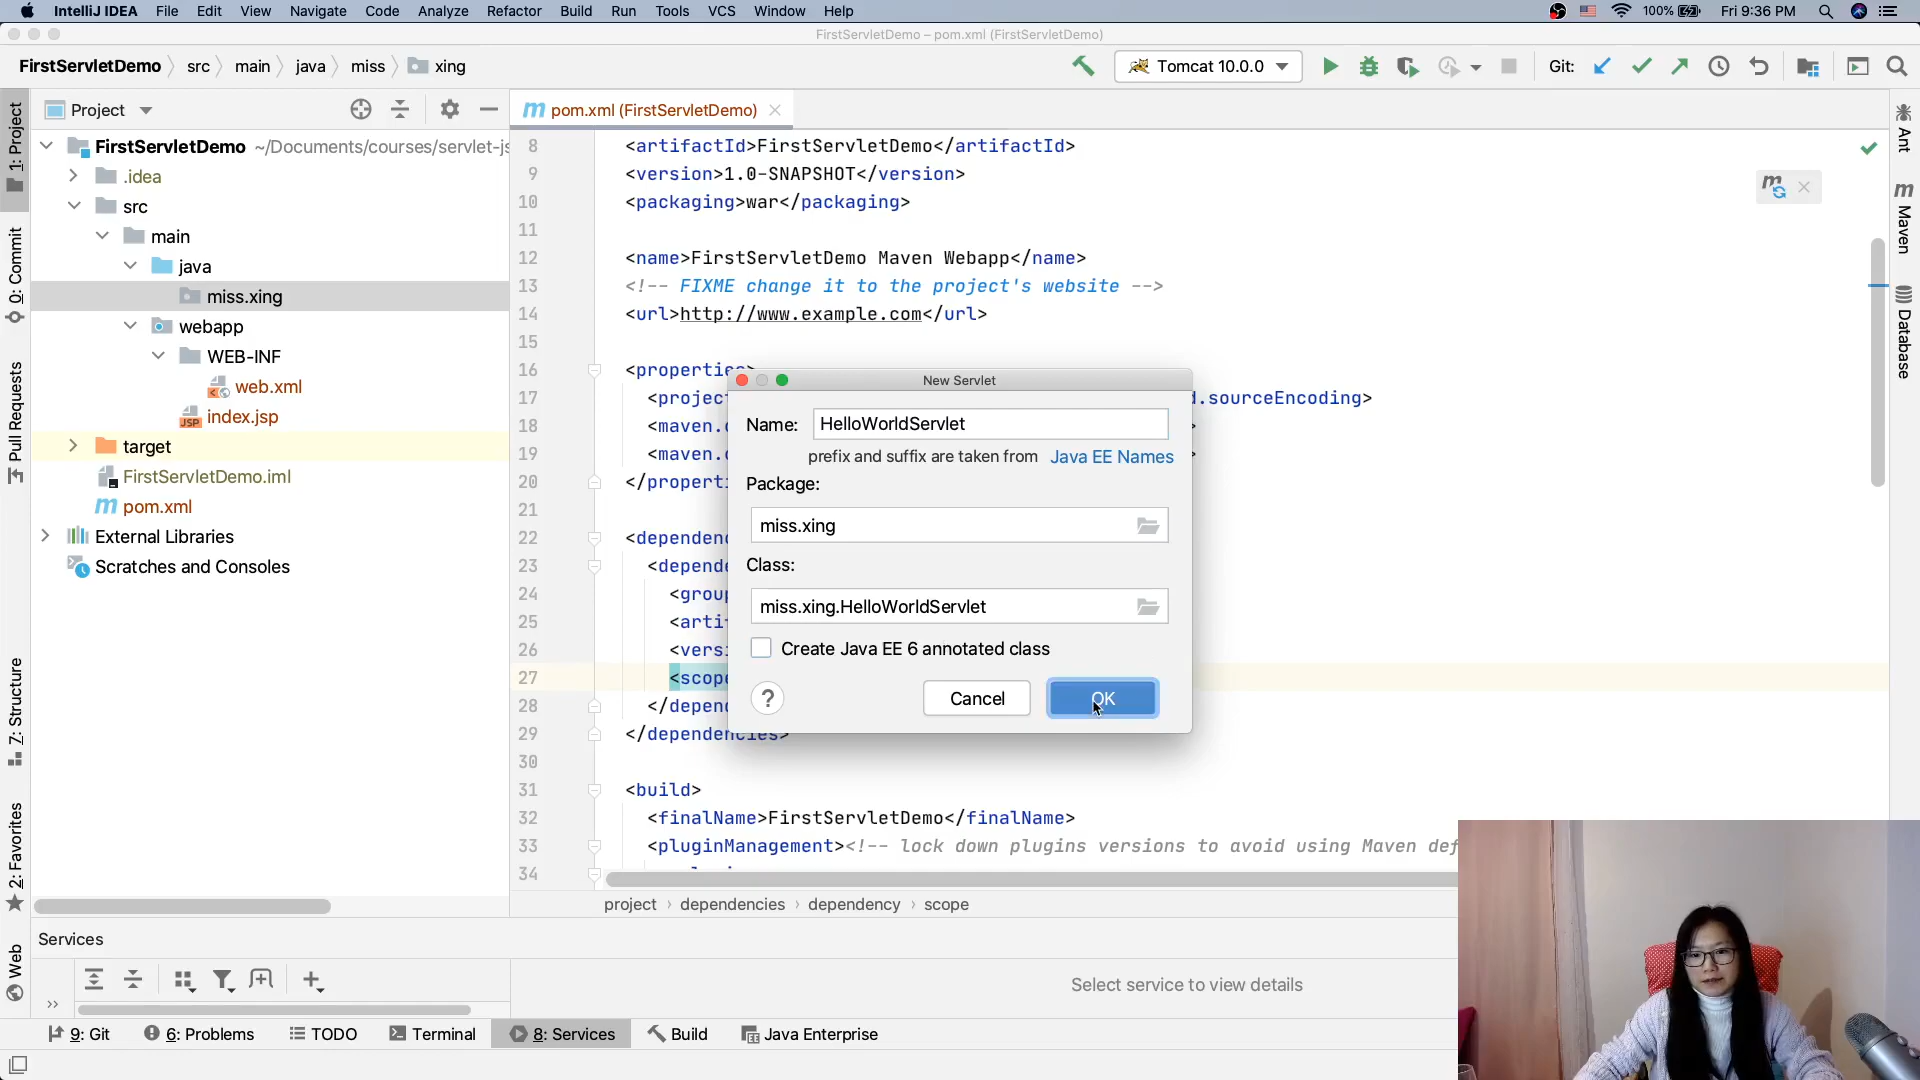 IntelliJ IDEA File Edit View Navigate Code Analyze Refactor Build Run Tools VCS Window Help 100% Fri 9:36 PM
FirstServletDemo – pom.xml (FirstServletDemo)
FirstServletDemo src main java miss xing Tomcat 10.0.0 Git:
1: Project
0: Commit
Pull Requests
Z: Structure
2: Favorites
Web
Project
FirstServletDemo ~/Documents/courses/servlet-js
.idea
src
main
java
miss.xing
webapp
WEB-INF
web.xml
index.jsp
target
FirstServletDemo.iml
pom.xml
External Libraries
Scratches and Consoles
pom.xml (FirstServletDemo)
8 <artifactId>FirstServletDemo</artifactId>
9 <version>1.0-SNAPSHOT</version>
10 <packaging>war</packaging>
11
12 <name>FirstServletDemo Maven Webapp</name>
13 <!-- FIXME change it to the project's website -->
14 <url>http://www.example.com</url>
15
16 <properties>
17 <project .sourceEncoding>
18 <maven.
19 <maven.
20 </properti
21
22 <dependen
23 <depende
24 <group
25 <arti
26 <versi
27 <scope
28 </depend
29 </dependencies>
30
31 <build>
32 <finalName>FirstServletDemo</finalName>
33 <pluginManagement><!-- lock down plugins versions to avoid using Maven def
34
New Servlet
Name: HelloWorldServlet
prefix and suffix are taken from Java EE Names
Package:
miss.xing
Class:
miss.xing.HelloWorldServlet
Create Java EE 6 annotated class
? Cancel OK
Ant
Maven
Database
project › dependencies › dependency › scope
Services
Select service to view details
9: Git 6: Problems TODO Terminal 8: Services Build Java Enterprise